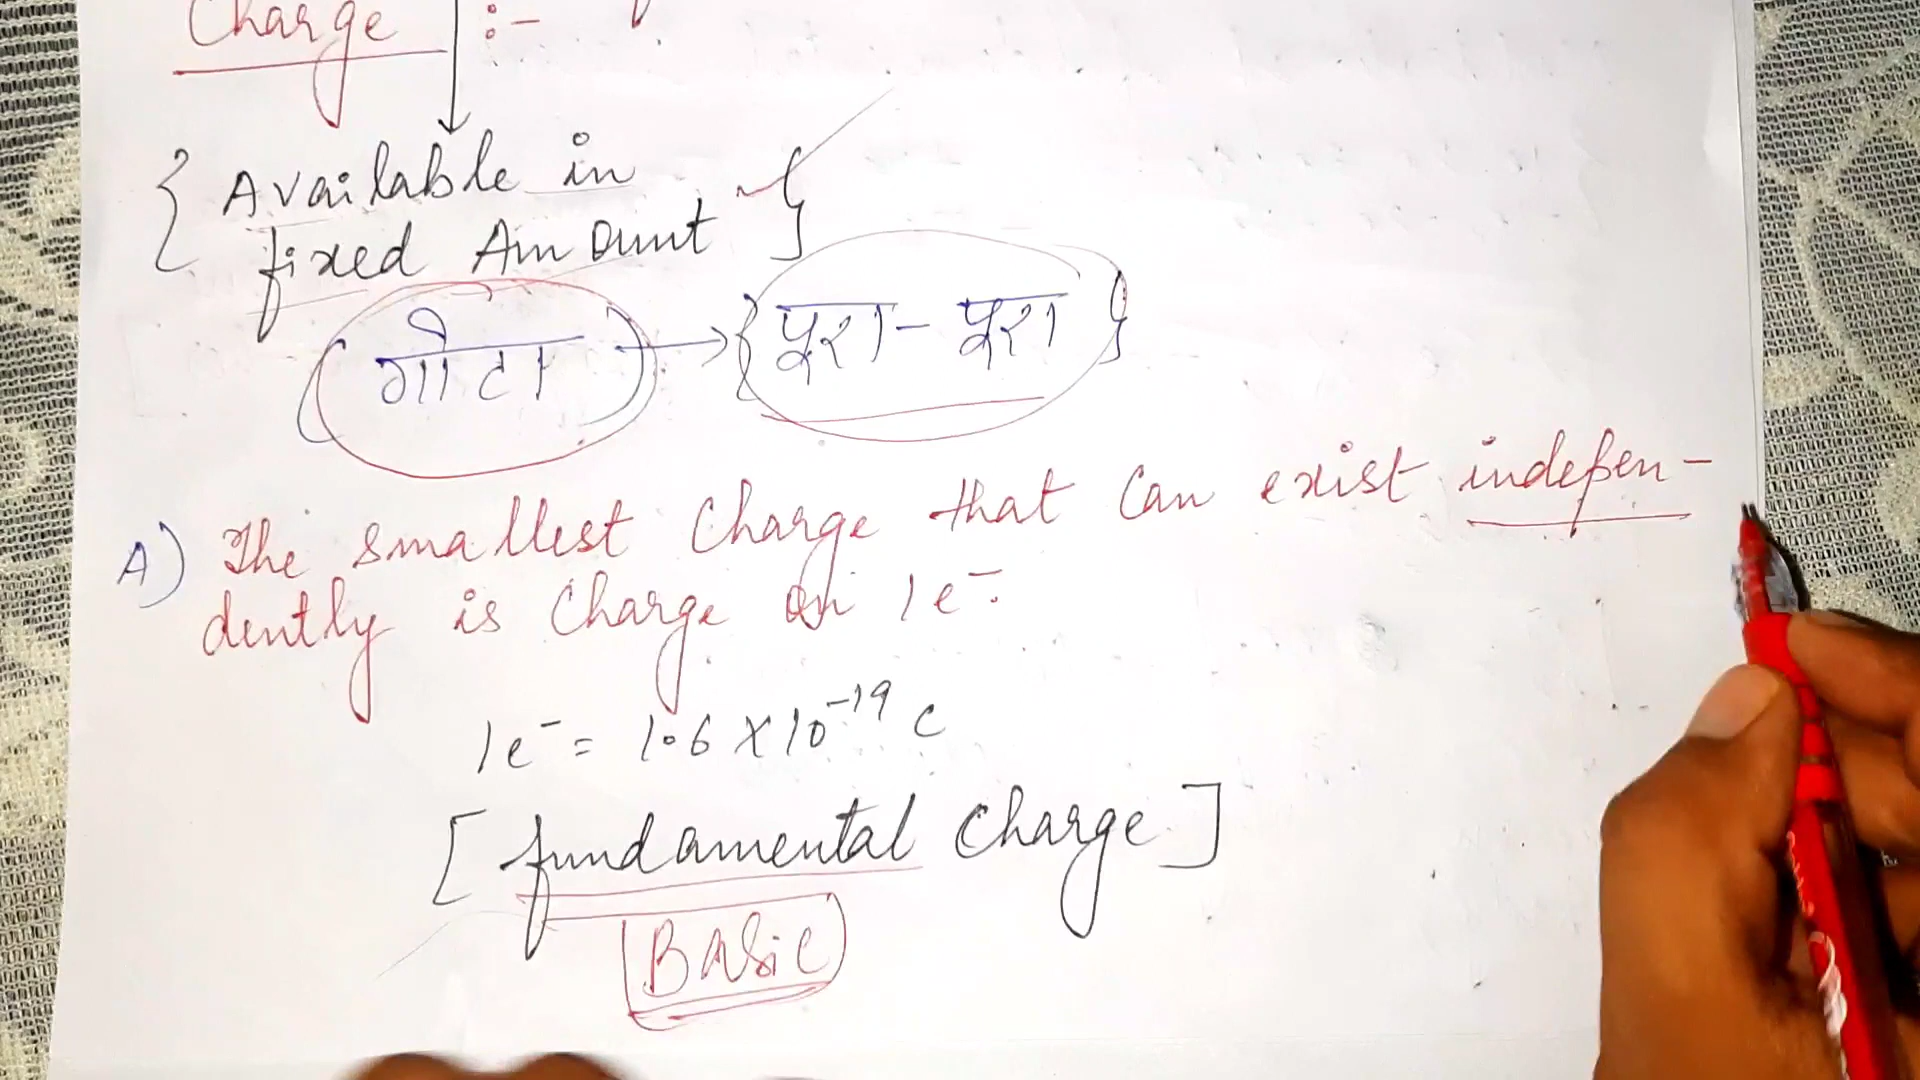 Charge :-
{ Available in
fixed Amount }
( गोटा ) → { पूरा - पूरा }
A) The smallest charge that can exist indepen-
dently is charge on 1e⁻.
1e⁻ = 1.6 × 10⁻¹⁹ C
[ fundamental charge ]
Basic